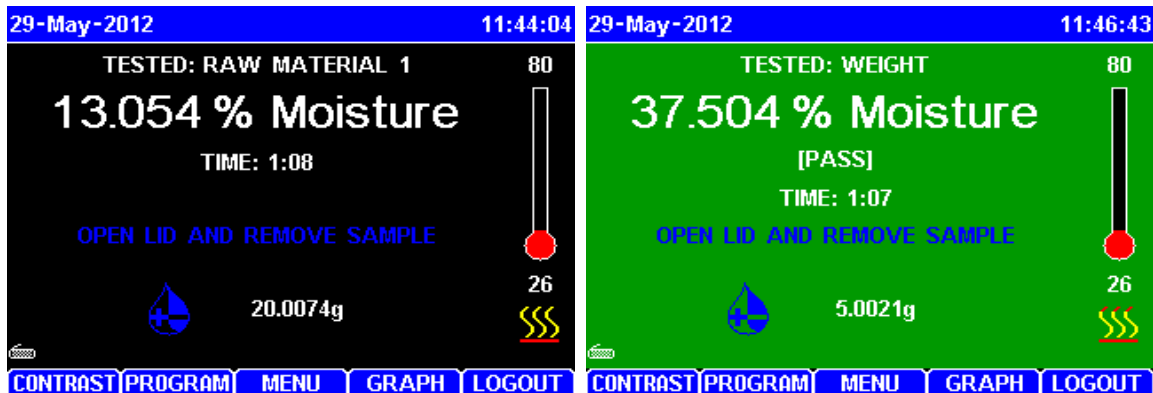 29-May-2012 11:44:04
TESTED: RAW MATERIAL 1 80
13.054 % Moisture
TIME: 1:08
OPEN LID AND REMOVE SAMPLE
26
20.0074g
CONTRAST PROGRAM MENU GRAPH LOGOUT
29-May-2012 11:46:43
TESTED: WEIGHT 80
37.504 % Moisture
[PASS]
TIME: 1:07
OPEN LID AND REMOVE SAMPLE
26
5.0021g
CONTRAST PROGRAM MENU GRAPH LOGOUT